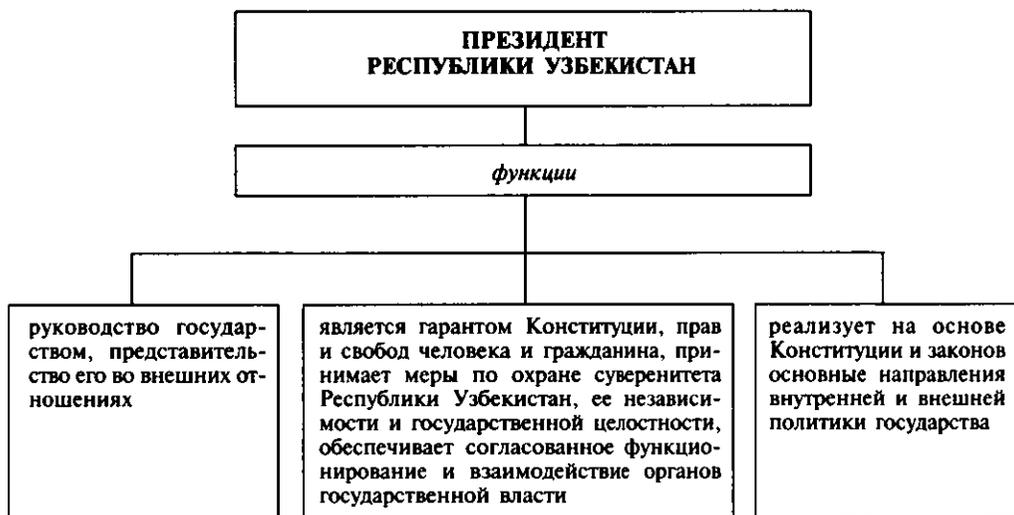 ПРЕЗИДЕНТ
РЕСПУБЛИКИ УЗБЕКИСТАН
функции
руководство государ-
ством, представитель-
ство его во внешних от-
ношениях
является гарантом Конституции, прав
и свобод человека и гражданина, при-
нимает меры по охране суверенитета
Республики Узбекистан, ее независи-
мости и государственной целостности,
обеспечивает согласованное функцио-
нирование и взаимодействие органов
государственной власти
реализует на основе
Конституции и законов
основные направления
внутренней и внешней
политики государства